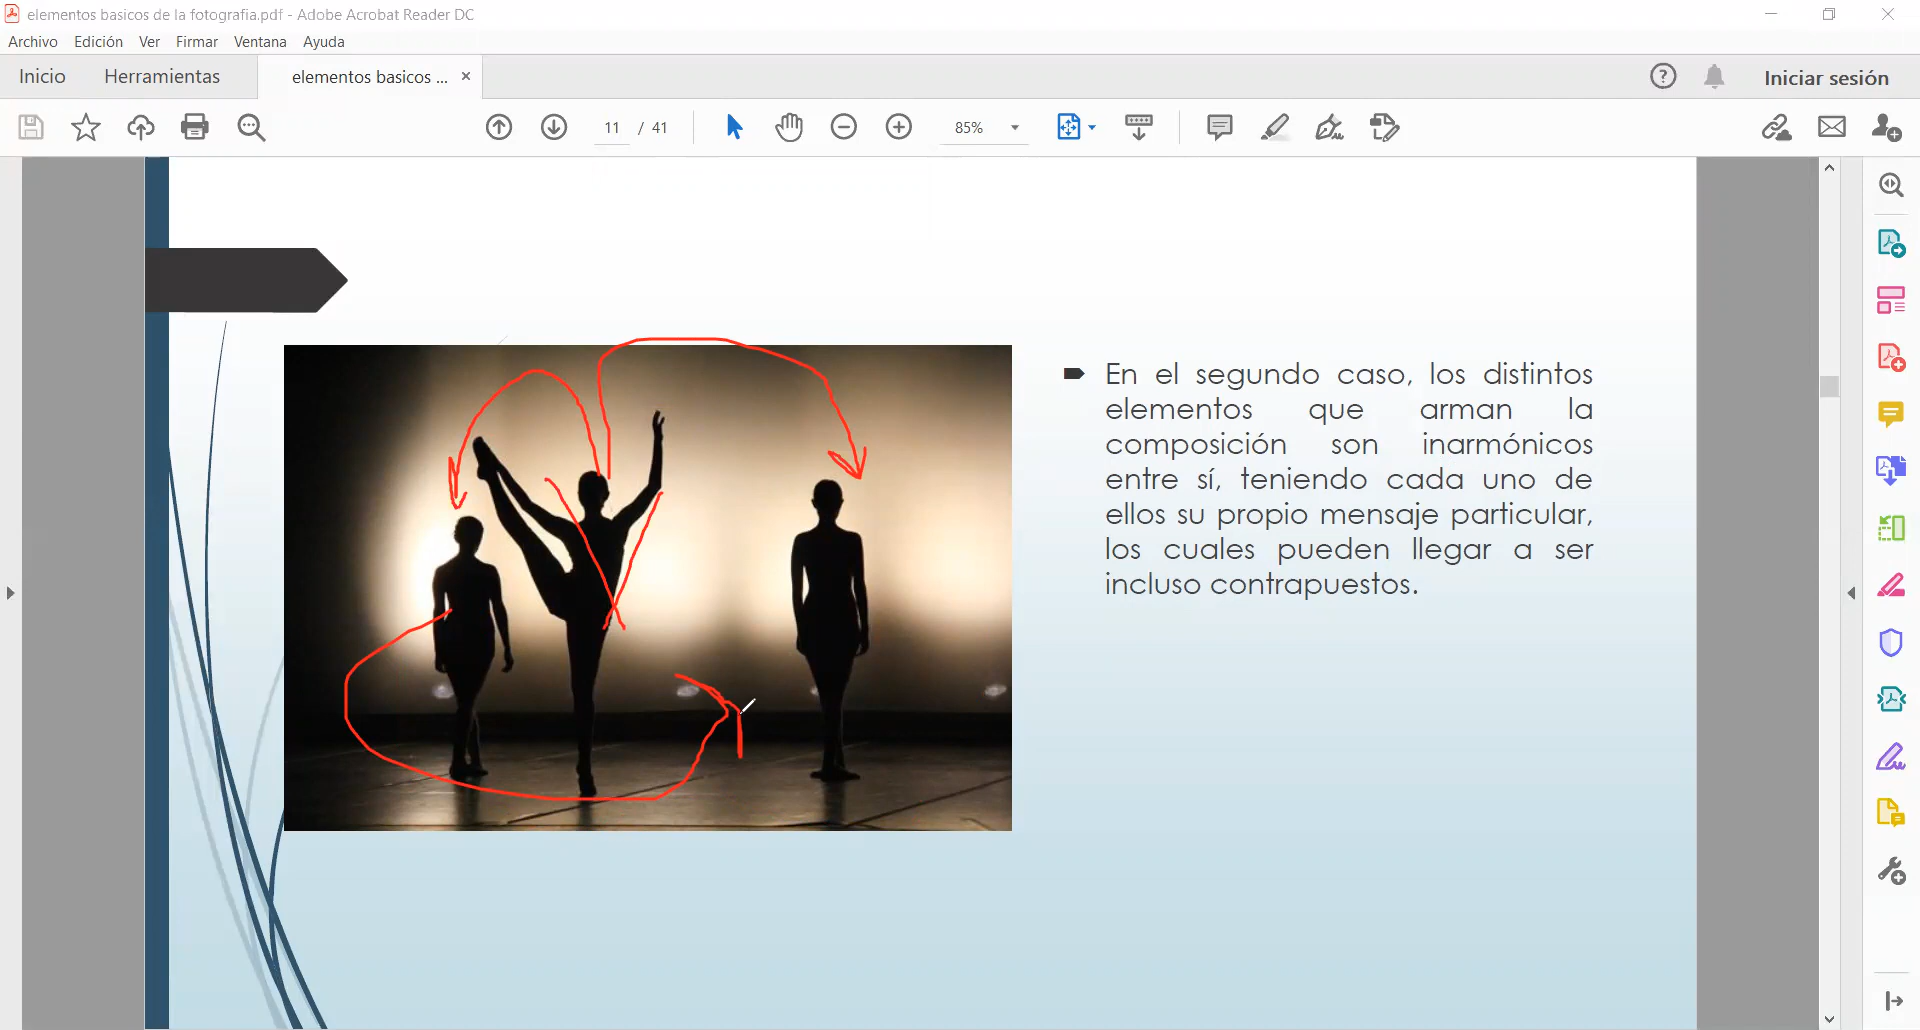 elementos basicos de la fotografia.pdf - Adobe Acrobat Reader DC
Archivo Edición Ver Firmar Ventana Ayuda
Inicio Herramientas elementos basicos ... × Iniciar sesión
11 / 41 85%
En el segundo caso, los distintos
elementos que arman la
composición son inarmónicos
entre sí, teniendo cada uno de
ellos su propio mensaje particular,
los cuales pueden llegar a ser
incluso contrapuestos.